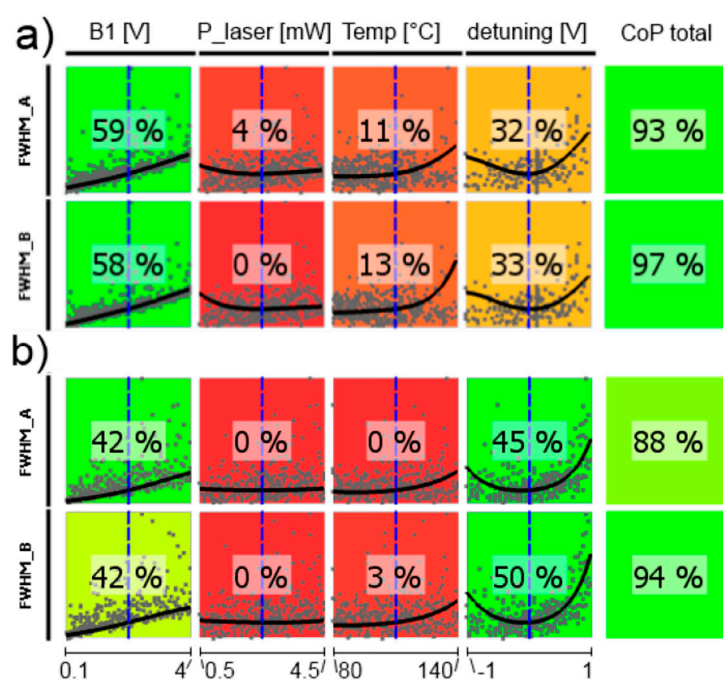 a) B1 [V] P_laser [mW] Temp [°C] detuning [V] CoP total
FWHM_A 59 % 4 % 11 % 32 % 93 %
FWHM_B 58 % 0 % 13 % 33 % 97 %
b)
FWHM_A 42 % 0 % 0 % 45 % 88 %
FWHM_B 42 % 0 % 3 % 50 % 94 %
0.1 4 0.5 4.5 80 140 -1 1